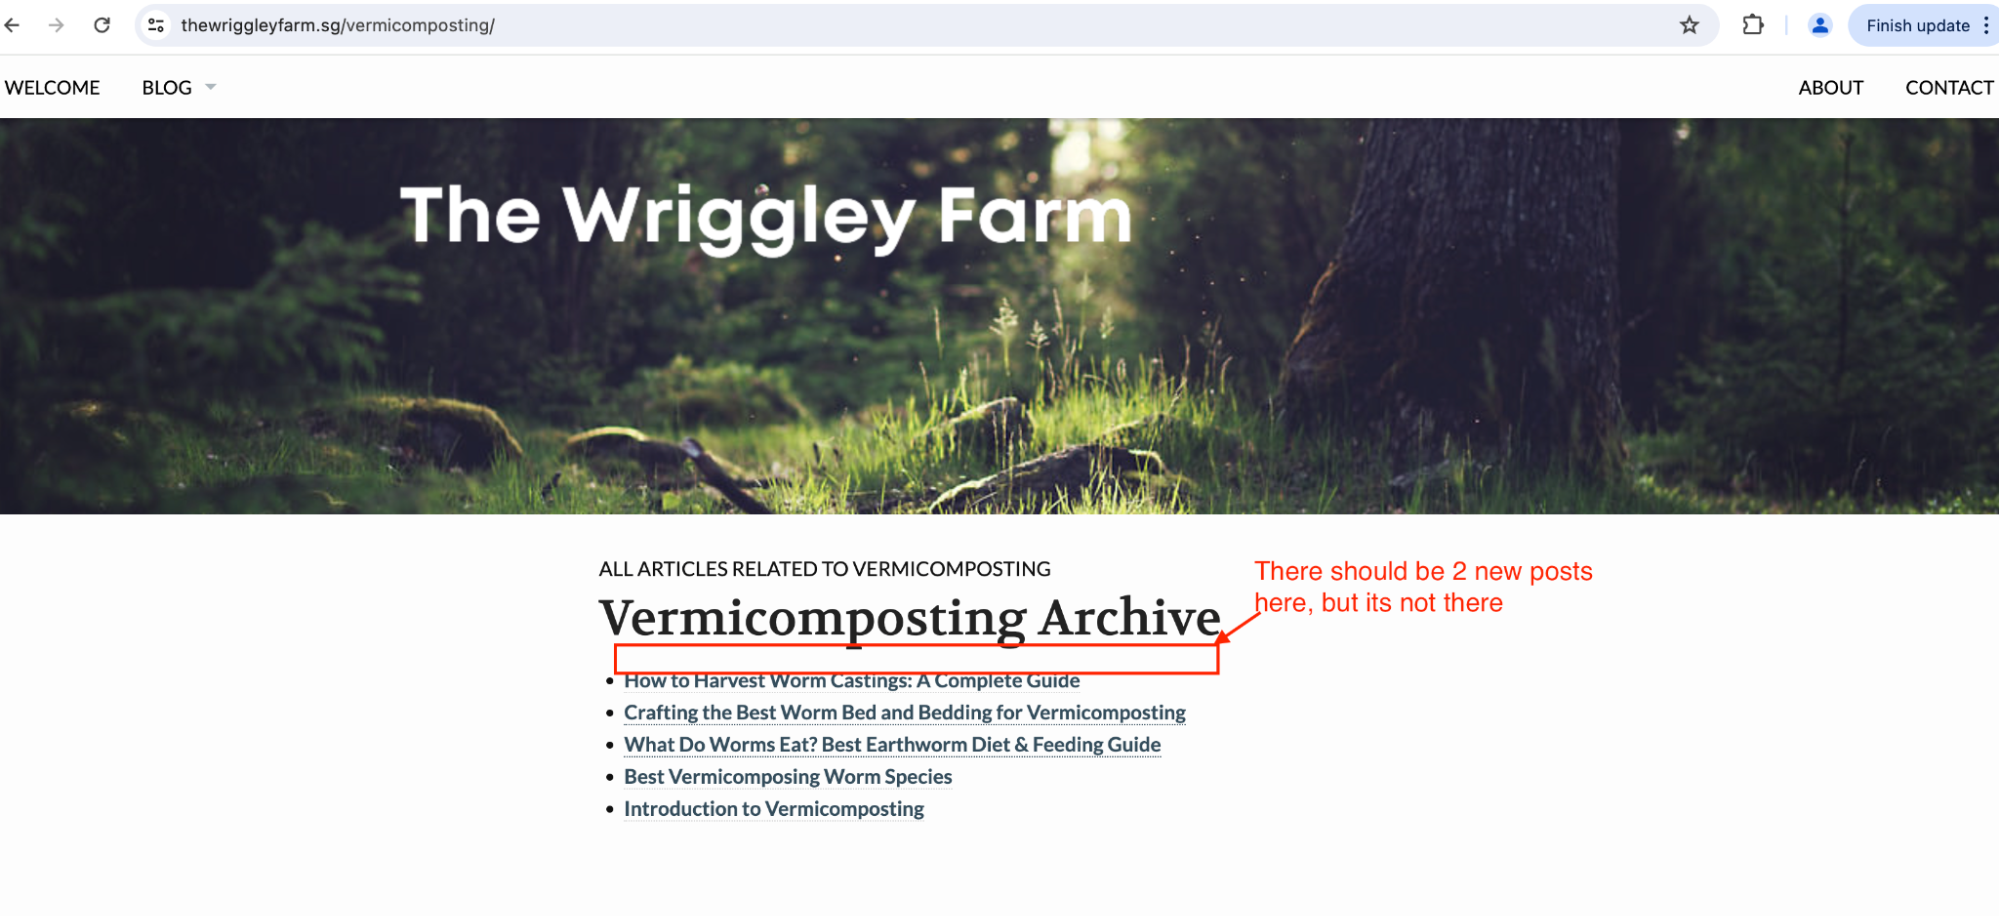 thewriggleyfarm.sg/vermicomposting/
Finish update
WELCOME
BLOG
ABOUT
CONTACT
The Wriggley Farm
ALL ARTICLES RELATED TO VERMICOMPOSTING
Vermicomposting Archive
There should be 2 new posts
here, but its not there
How to Harvest Worm Castings: A Complete Guide
Crafting the Best Worm Bed and Bedding for Vermicomposting
What Do Worms Eat? Best Earthworm Diet & Feeding Guide
Best Vermicomposing Worm Species
Introduction to Vermicomposting